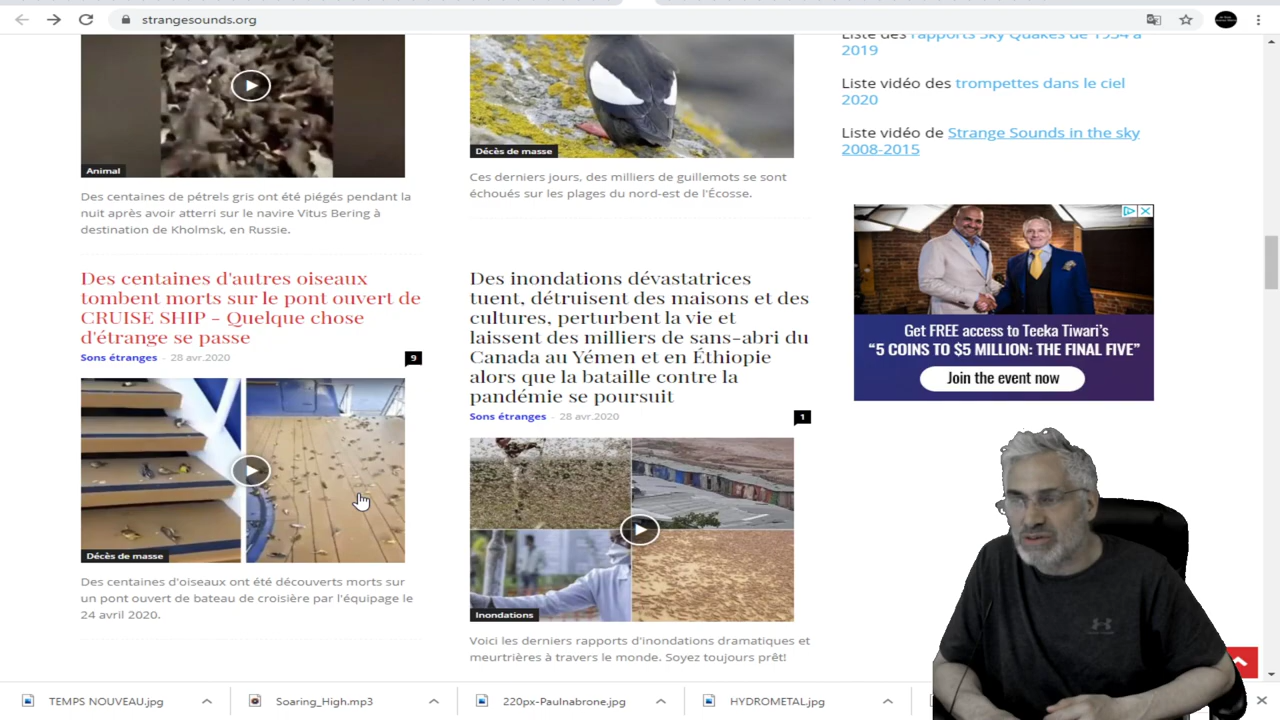 strangesounds.org
Animal
Des centaines de pétrels gris ont été piégés pendant la
nuit après avoir atterri sur le navire Vitus Bering à
destination de Kholmsk, en Russie.
Des centaines d'autres oiseaux
tombent morts sur le pont ouvert de
CRUISE SHIP - Quelque chose
d'étrange se passe
Sons étranges - 28 avr.2020
9
Décès de masse
Des centaines d'oiseaux ont été découverts morts sur
un pont ouvert de bateau de croisière par l'équipage le
24 avril 2020.
Décès de masse
Ces derniers jours, des milliers de guillemots se sont
échoués sur les plages du nord-est de l'Écosse.
Des inondations dévastatrices
tuent, détruisent des maisons et des
cultures, perturbent la vie et
laissent des milliers de sans-abri du
Canada au Yémen et en Éthiopie
alors que la bataille contre la
pandémie se poursuit
Sons étranges - 28 avr.2020
1
Inondations
Voici les derniers rapports d'inondations dramatiques et
meurtrières à travers le monde. Soyez toujours prêt!
Liste des rapports Sky Quakes de 1934 à
2019
Liste vidéo des trompettes dans le ciel
2020
Liste vidéo de Strange Sounds in the sky
2008-2015
Get FREE access to Teeka Tiwari's
"5 COINS TO $5 MILLION: THE FINAL FIVE"
Join the event now
TEMPS NOUVEAU.jpg
Soaring_High.mp3
220px-Paulnabrone.jpg
HYDROMETAL.jpg